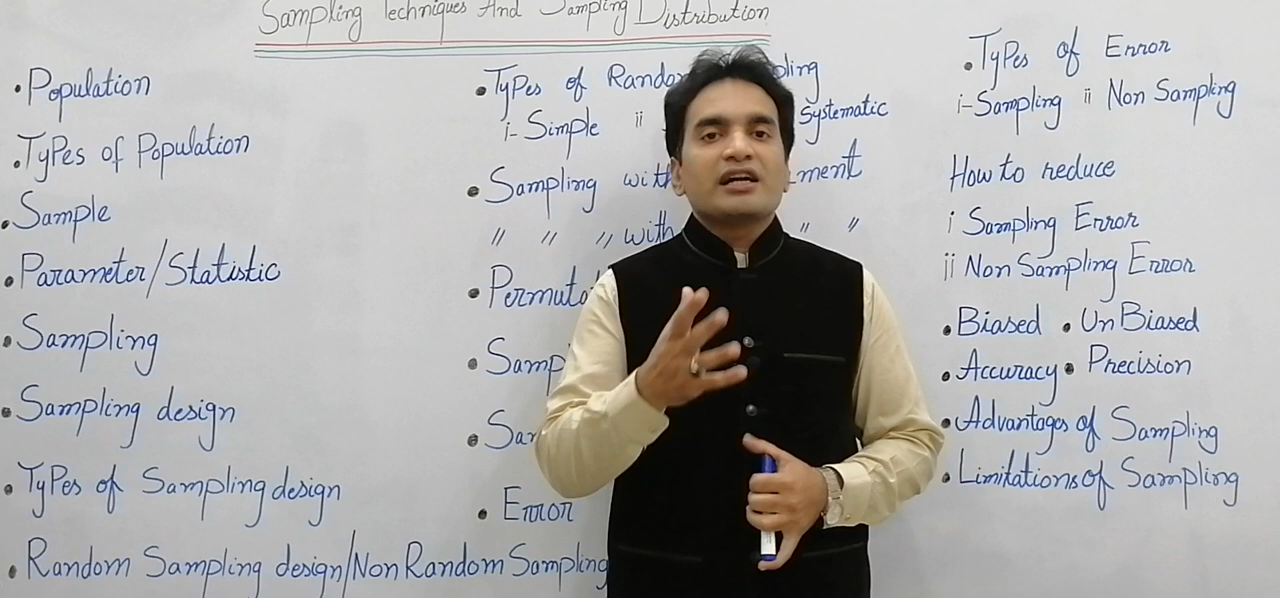 Sampling Techniques And Sampling Distribution
• Population
• Types of Population
• Sample
• Parameter/Statistic
• Sampling
• Sampling design
• Types of Sampling design
• Random Sampling design/Non Random Sampling
• Types of Random
i- Simple ii Systematic
• Sampling
" " "
• Error
• Types of Error
i- Sampling ii Non Sampling
How to reduce
i Sampling Error
ii Non Sampling Error
• Biased • UnBiased
• Accuracy • Precision
• Advantages of Sampling
• Limitations of Sampling